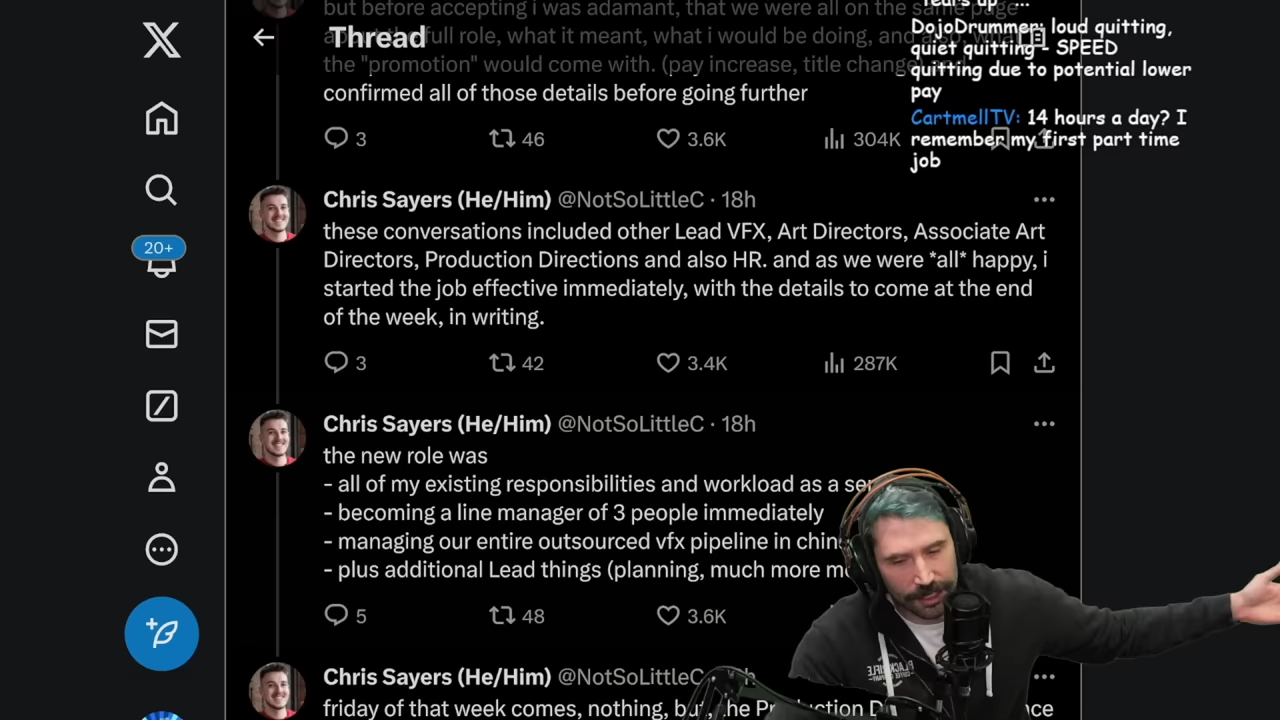 but before accepting i was adamant, that we were all on the same page
Thread
the full role, what it meant, what i would be doing, and
the "promotion" would come with. (pay increase, title change
confirmed all of those details before going further
3 46 3.6K 304K
Chris Sayers (He/Him) @NotSoLittleC · 18h
these conversations included other Lead VFX, Art Directors, Associate Art
Directors, Production Directions and also HR. and as we were *all* happy, i
started the job effective immediately, with the details to come at the end
of the week, in writing.
3 42 3.4K 287K
Chris Sayers (He/Him) @NotSoLittleC · 18h
the new role was
- all of my existing responsibilities and workload as a
- becoming a line manager of 3 people immediately
- managing our entire outsourced vfx pipeline in
- plus additional Lead things (planning, much more
5 48 3.6K
Chris Sayers (He/Him) @NotSoLittleC
friday of that week comes, nothing, but, the
20+
DojoDrummer: loud quitting,
quiet quitting - SPEED
quitting due to potential lower
pay
CartmellTV: 14 hours a day? I
remember my first part time
job